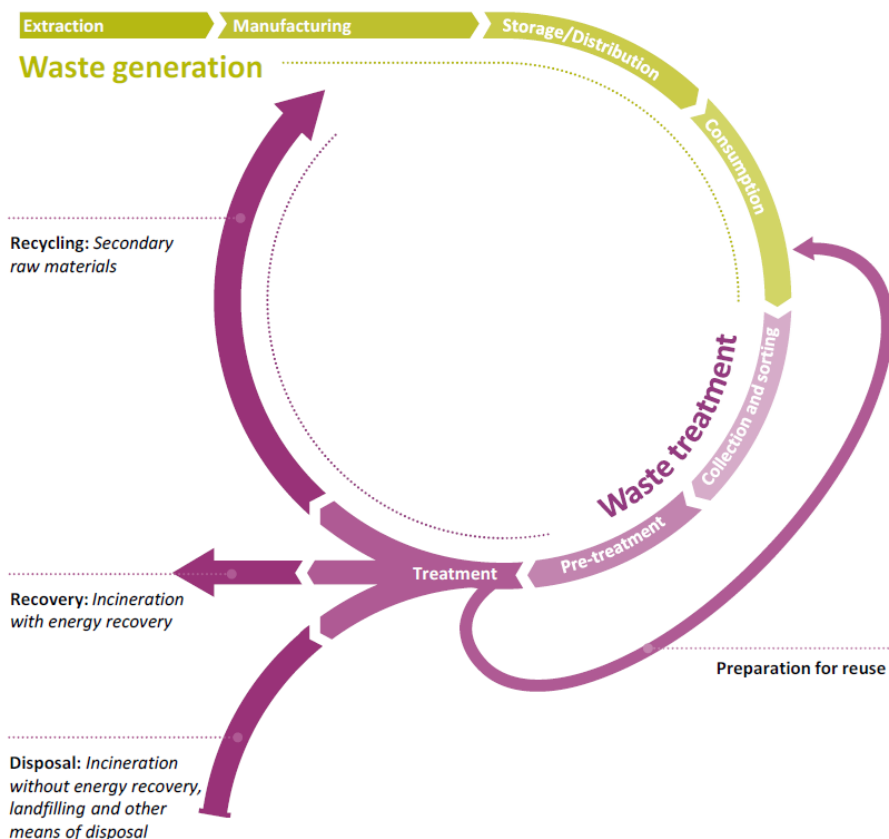 Extraction
Manufacturing
Storage/Distribution
Consumption
Waste generation
Recycling: Secondary
raw materials
Waste treatment
Collection and sorting
Pre-treatment
Treatment
Recovery: Incineration
with energy recovery
Preparation for reuse
Disposal: Incineration
without energy recovery,
landfilling and other
means of disposal